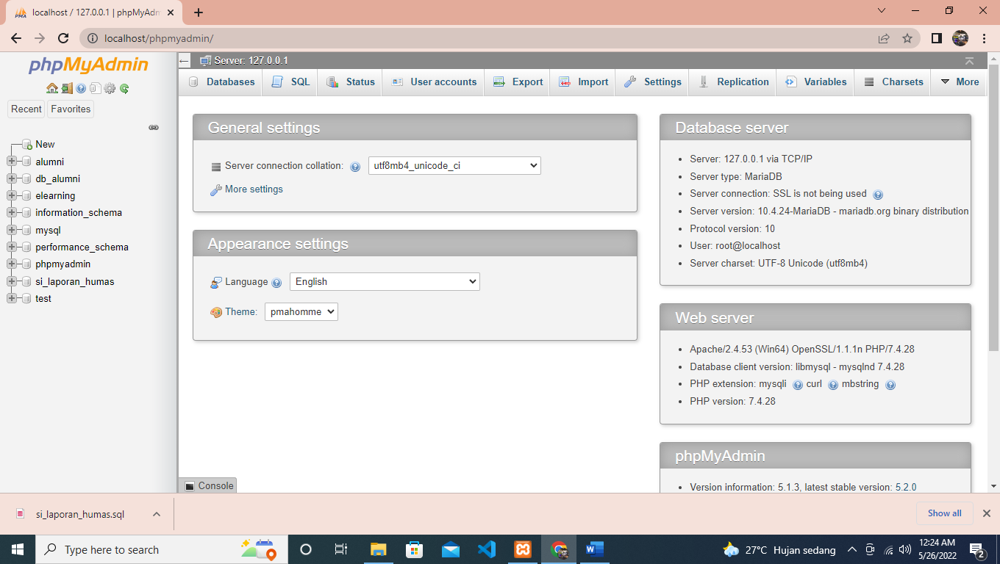 localhost / 127.0.0.1 | phpMyAdm
localhost/phpmyadmin/
phpMyAdmin
Recent Favorites
New
alumni
db_alumni
elearning
information_schema
mysql
performance_schema
phpmyadmin
si_laporan_humas
test
Server: 127.0.0.1
Databases SQL Status User accounts Export Import Settings Replication Variables Charsets More
General settings
Server connection collation: utf8mb4_unicode_ci
More settings
Appearance settings
Language English
Theme: pmahomme
Database server
Server: 127.0.0.1 via TCP/IP
Server type: MariaDB
Server connection: SSL is not being used
Server version: 10.4.24-MariaDB - mariadb.org binary distribution
Protocol version: 10
User: root@localhost
Server charset: UTF-8 Unicode (utf8mb4)
Web server
Apache/2.4.53 (Win64) OpenSSL/1.1.1n PHP/7.4.28
Database client version: libmysql - mysqlnd 7.4.28
PHP extension: mysqli curl mbstring
PHP version: 7.4.28
phpMyAdmin
Version information: 5.1.3, latest stable version: 5.2.0
Console
si_laporan_humas.sql
Show all
Type here to search
27°C Hujan sedang
12:24 AM
5/26/2022
2